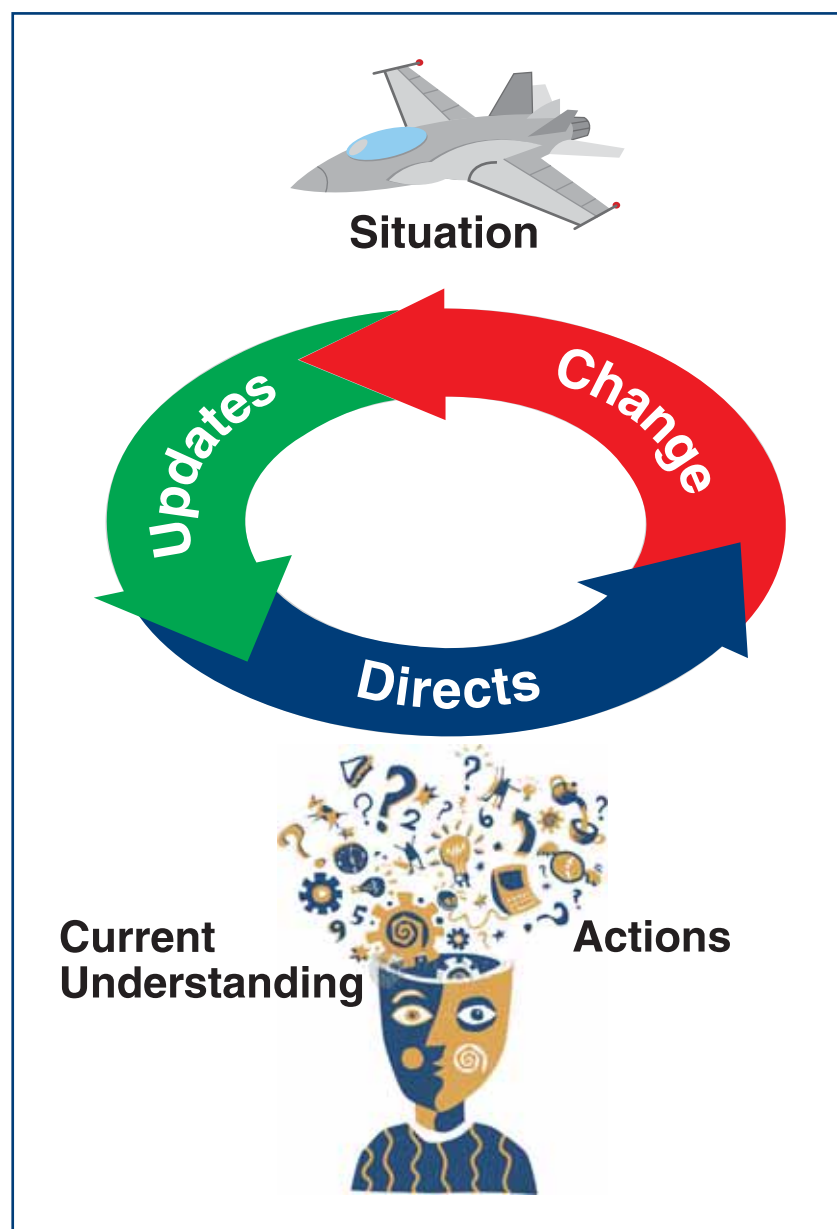 Situation
Change
Updates
Directs
Current
Understanding
Actions